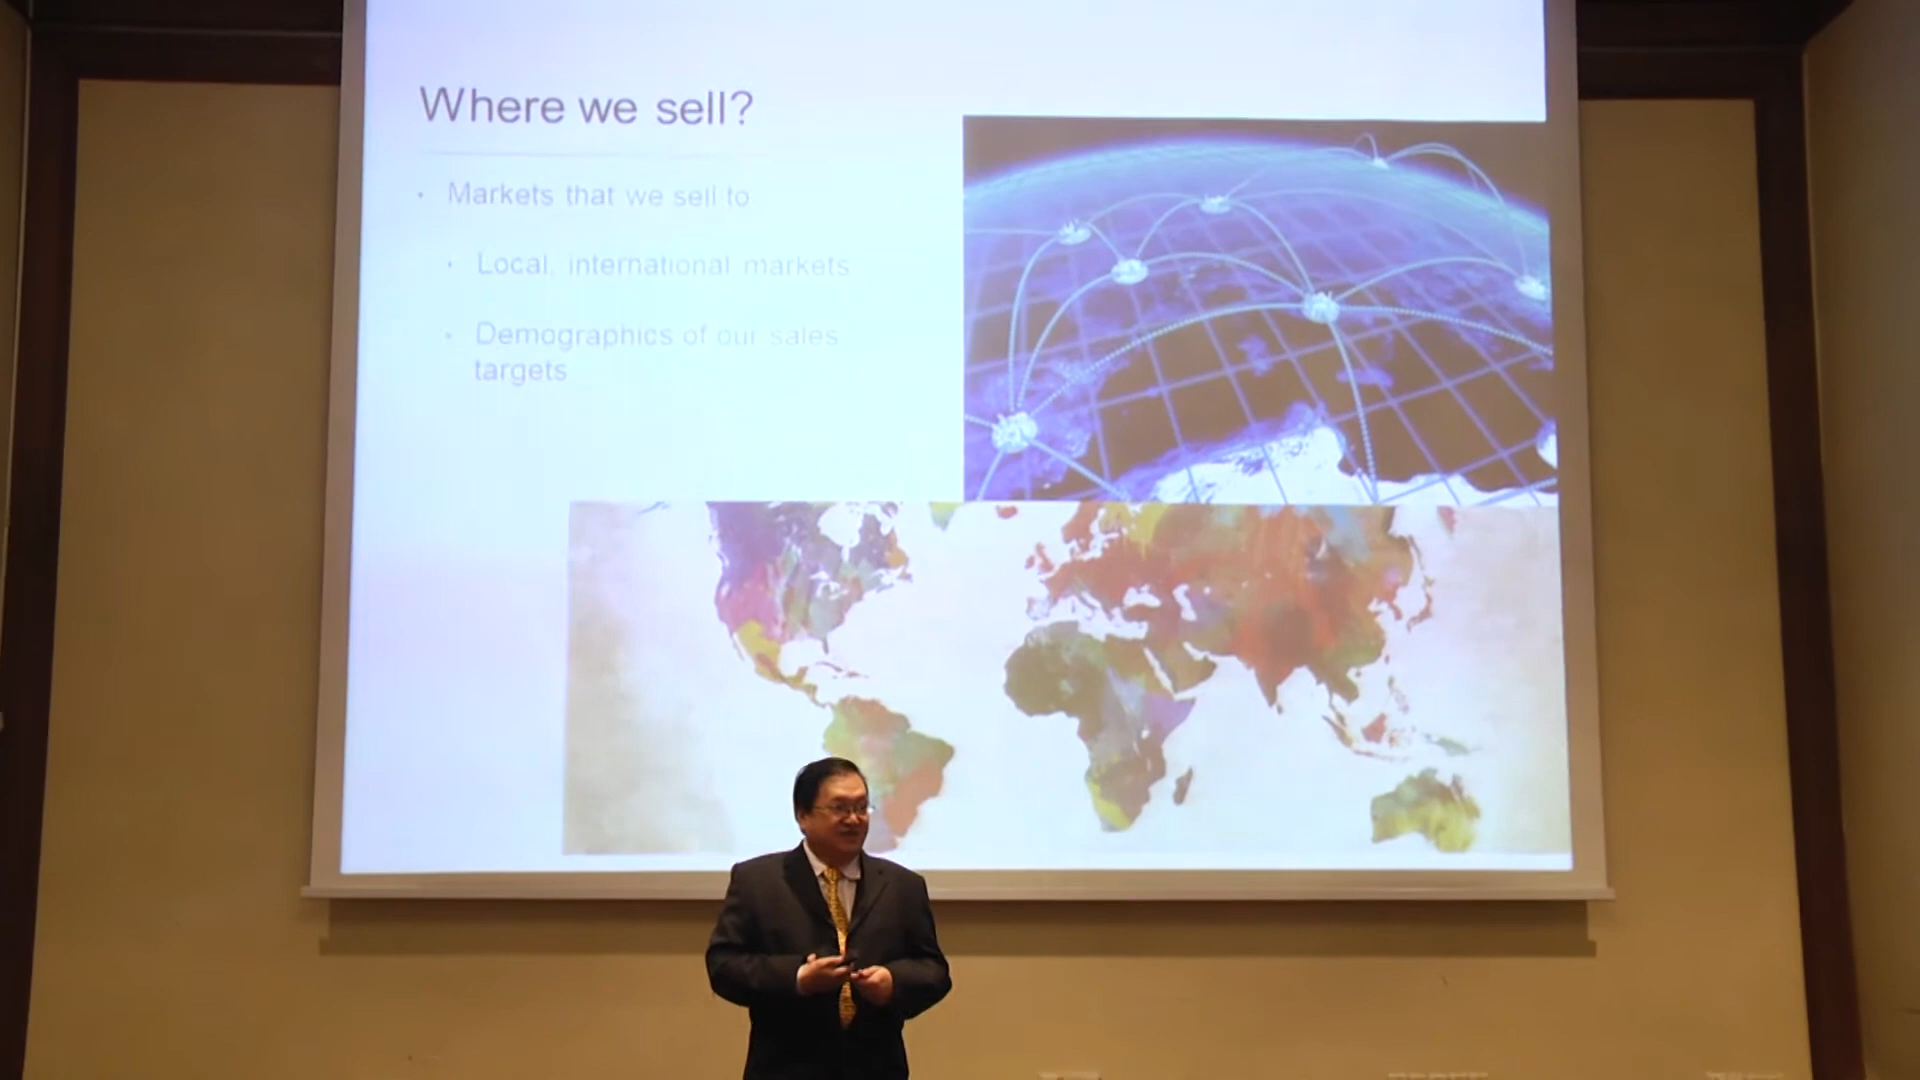 Where we sell?
• Markets that we sell to
• Local, international markets
• Demographics of our sales
targets